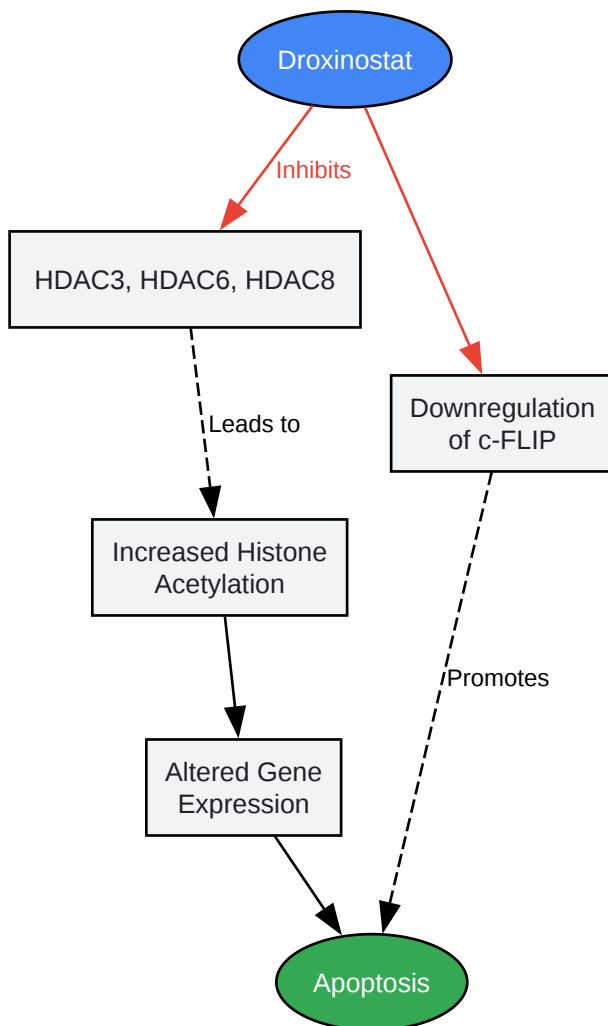 Droxinostat
Inhibits
HDAC3, HDAC6, HDAC8
Downregulation
of c-FLIP
Leads to
Increased Histone
Acetylation
Promotes
Altered Gene
Expression
Apoptosis